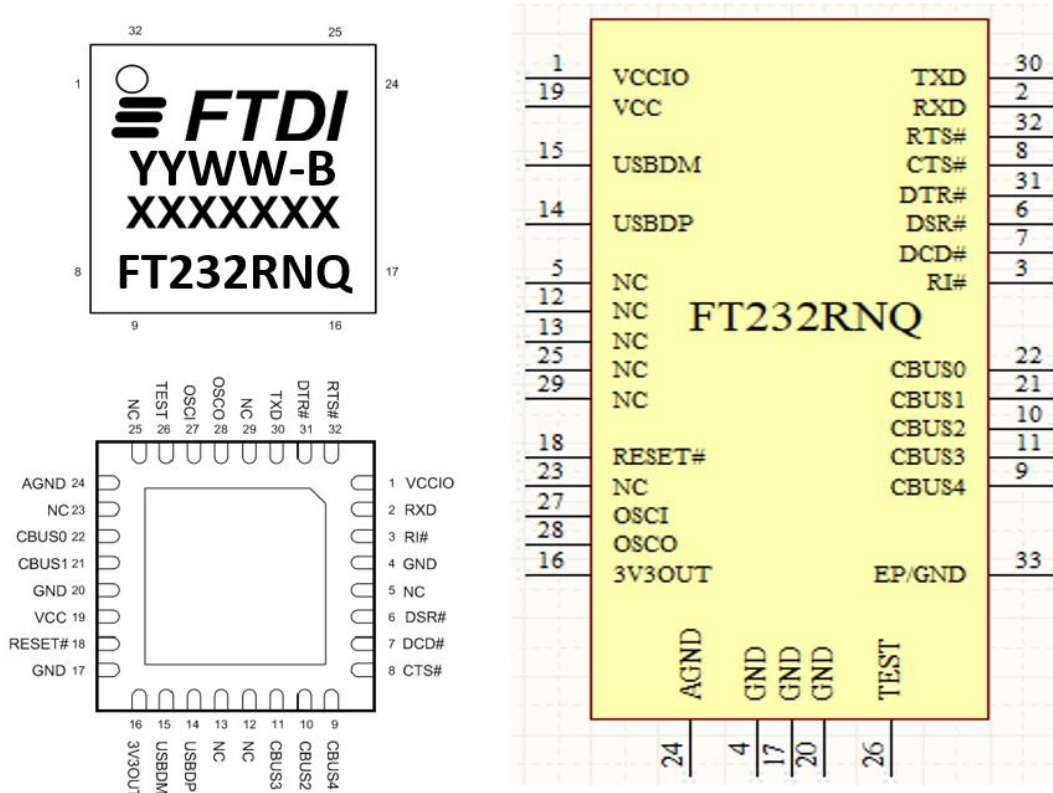 32 25
1 24
FTDI
YYWW-B
XXXXXXX
FT232RNQ
8 17
9 16
NC TEST OSCI OSCO NC TXD DTR# RTS#
25 26 27 28 29 30 31 32
AGND 24 1 VCCIO
NC 23 2 RXD
CBUS0 22 3 RI#
CBUS1 21 4 GND
GND 20 5 NC
VCC 19 6 DSR#
RESET# 18 7 DCD#
GND 17 8 CTS#
16 15 14 13 12 11 10 9
3V3OUT USBDM USBDP NC NC CBUS3 CBUS2 CBUS4
1 VCCIO TXD 30
19 VCC RXD 2
RTS# 32
15 USBDM CTS# 8
DTR# 31
14 USBDP DSR# 6
DCD# 7
5 NC RI# 3
12 NC
FT232RNQ
13 NC
25 NC CBUS0 22
29 NC CBUS1 21
CBUS2 10
18 RESET# CBUS3 11
23 NC CBUS4 9
27 OSCI
28 OSCO
16 3V3OUT EP/GND 33
AGND GND GND GND TEST
24 4 17 20 26